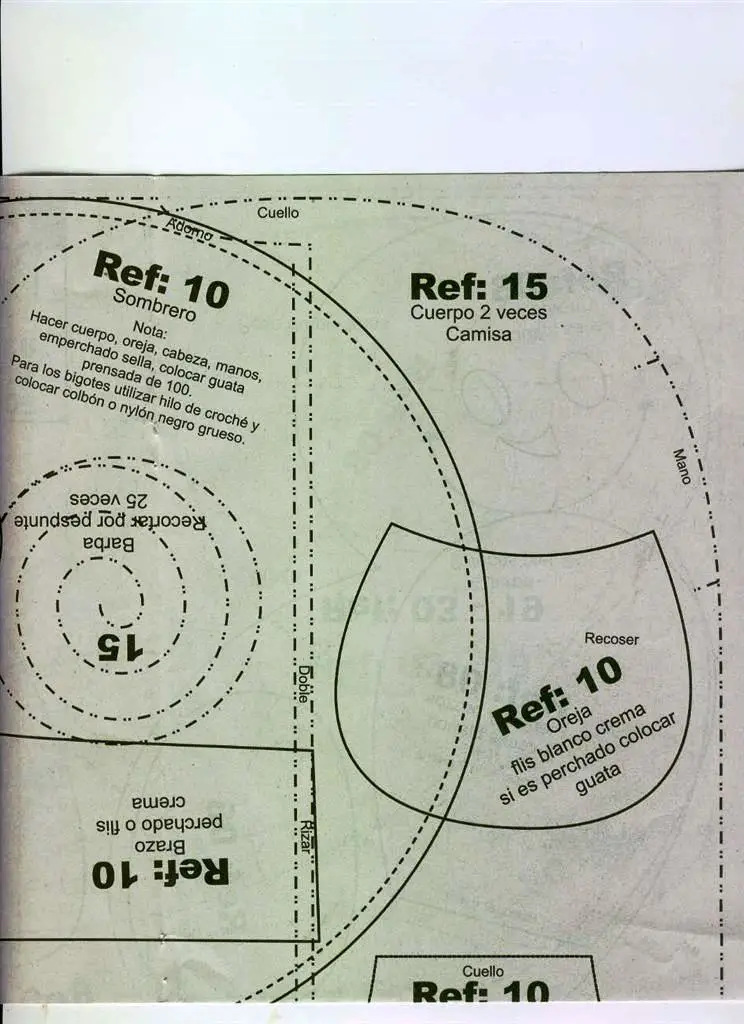 Cuello
Adorno
Ref: 10
Sombrero
Nota:
Hacer cuerpo, oreja, cabeza, manos,
emperchado sella, colocar guata
prensada de 100.
Para los bigotes utilizar hilo de croché y
colocar colbón o nylón negro grueso.
Ref: 15
Cuerpo 2 veces
Camisa
Mano
15
Barba
Recortar por pespunte
25 veces
Recoser
Ref: 10
Oreja
flis blanco crema
si es perchado colocar
guata
Doble
Rizar
Ref: 10
Brazo
perchado o flis
crema
Cuello
Ref: 10